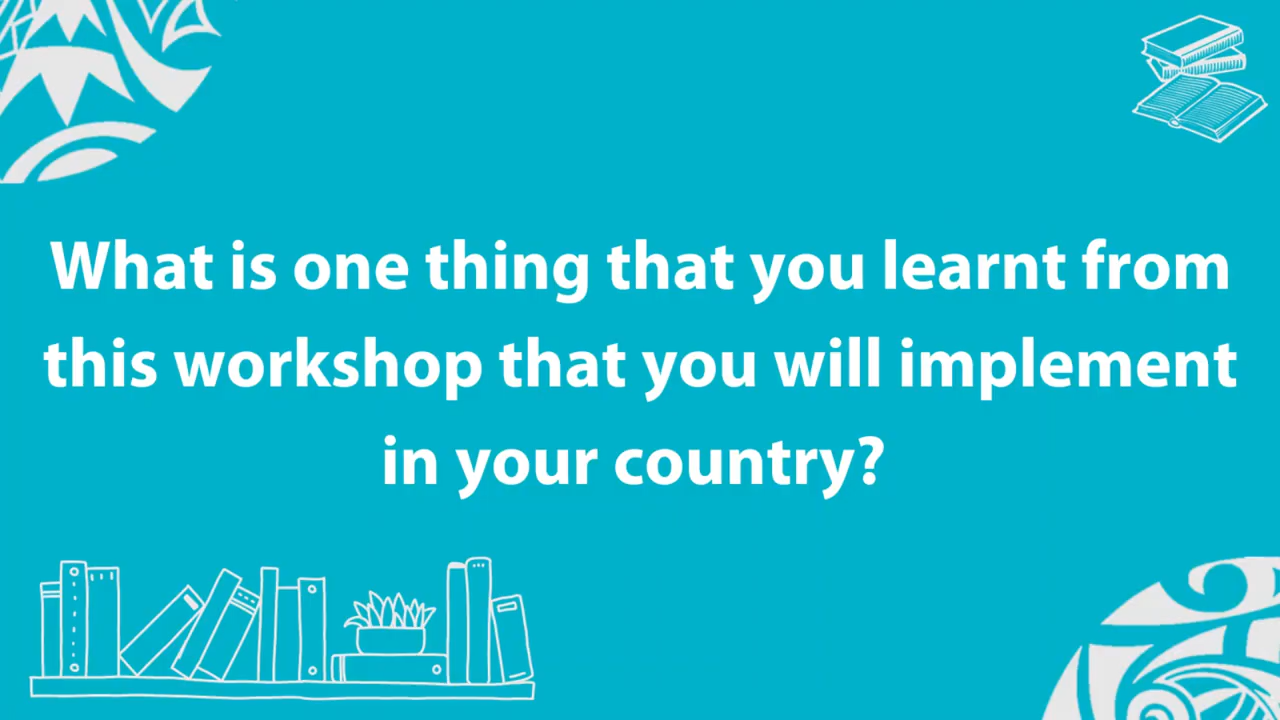 What is one thing that you learnt from
this workshop that you will implement
in your country?